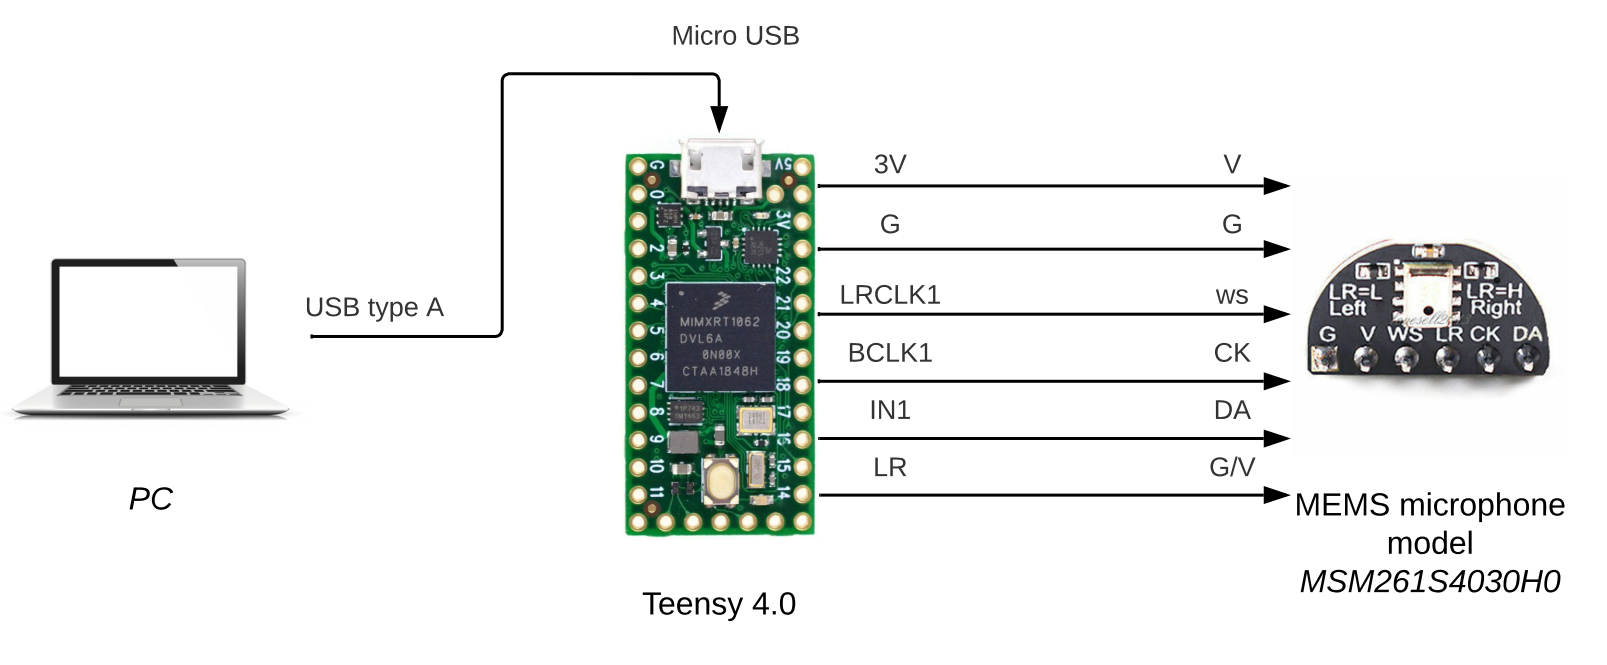 Micro USB
USB type A
PC
G
5V
0
3V
2
3
22
4
21
5
20
6
19
7
18
8
17
9
16
10
15
11
14
MIMXRT1062
DVL6A
0N00X
CTAA1848H
Teensy 4.0
3V V
G G
LRCLK1 ws
BCLK1 CK
IN1 DA
LR G/V
LR=L
Left
LR=H
Right
G V WS LR CK DA
MEMS microphone
model
MSM261S4030H0